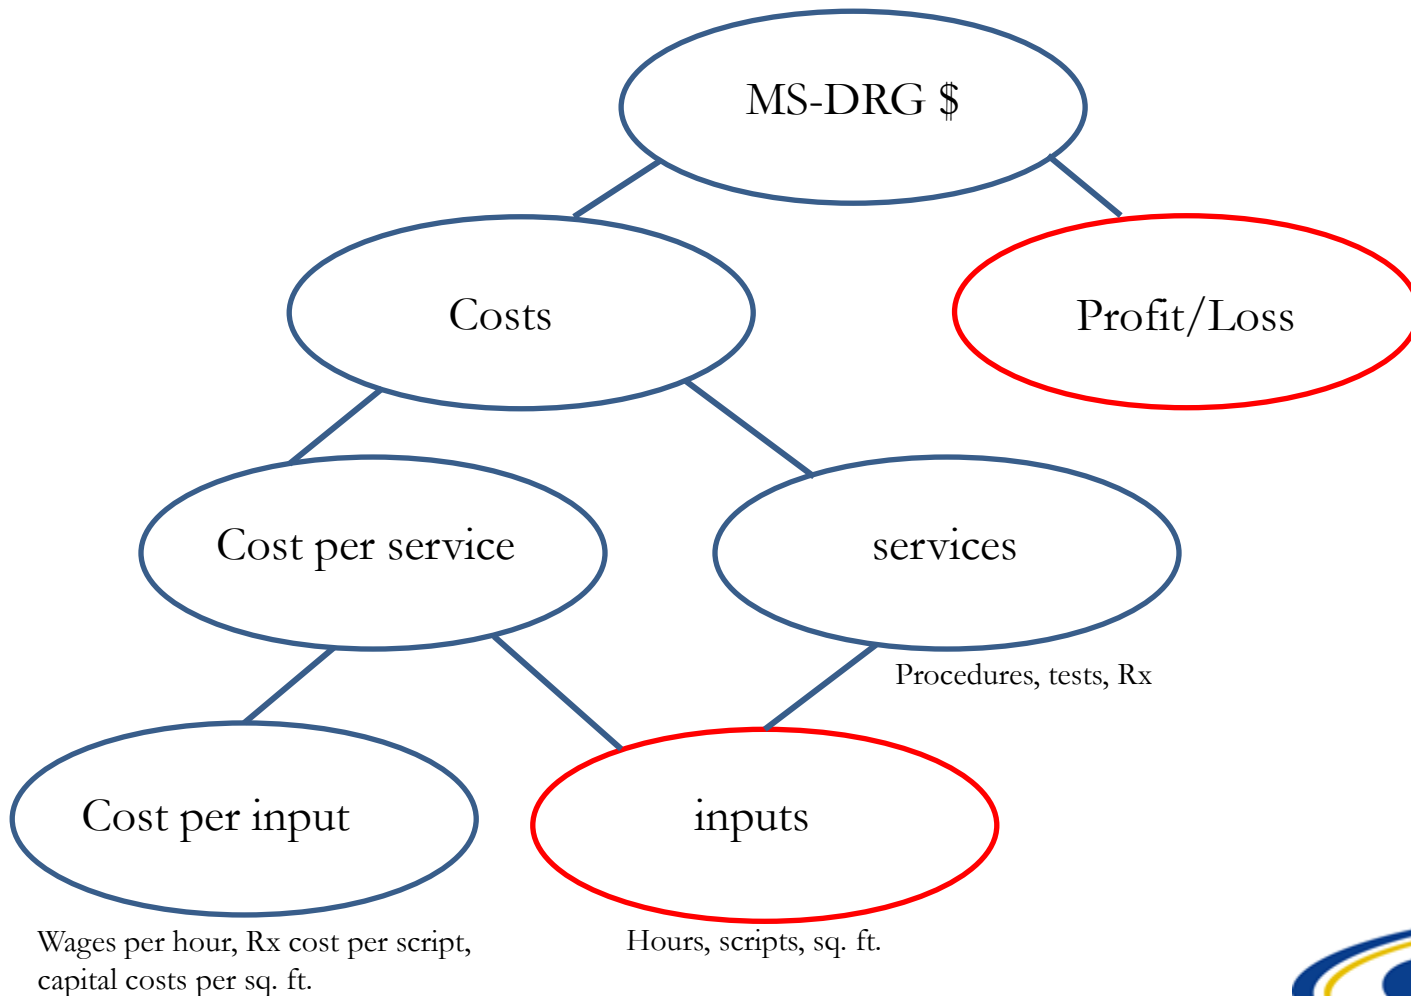 MS-DRG $
Costs
Profit/Loss
Cost per service
services
Procedures, tests, Rx
Cost per input
inputs
Wages per hour, Rx cost per script,
capital costs per sq. ft.
Hours, scripts, sq. ft.